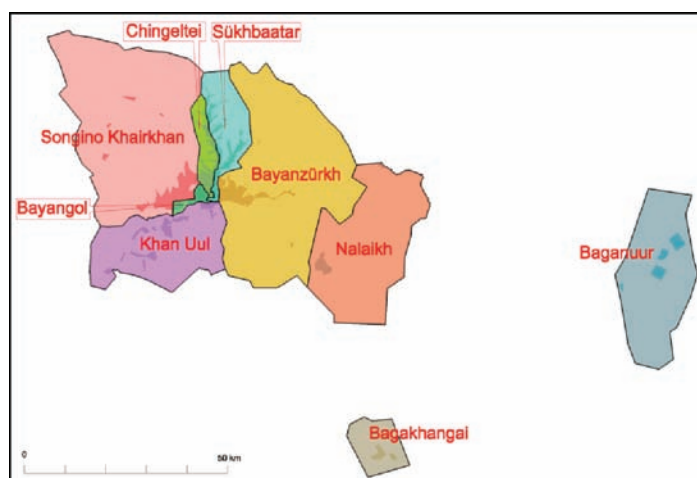 Chingeltei
Sükhbaatar
Songino Khairkhan
Bayanzürkh
Bayangol
Khan Uul
Nalaikh
Baganuur
Bagakhangai
0
50 km